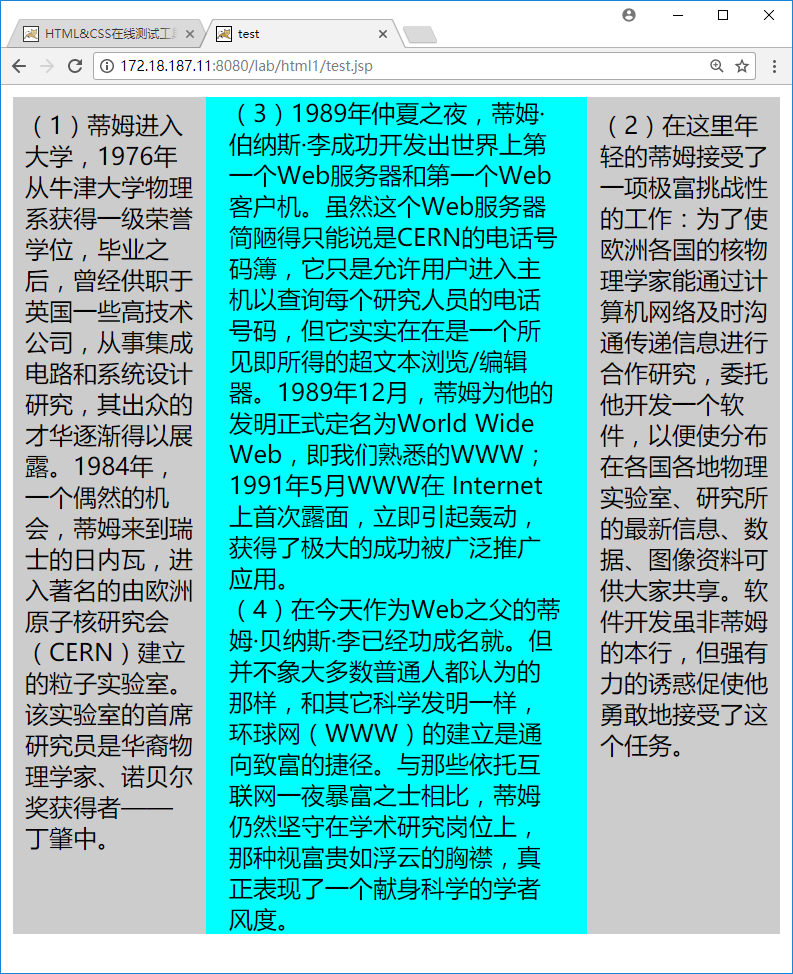 HTML&CSS在线测试工具
test
172.18.187.11:8080/lab/html1/test.jsp
（1）蒂姆进入
大学，1976年
从牛津大学物理
系获得一级荣誉
学位，毕业之
后，曾经供职于
英国一些高技术
公司，从事集成
电路和系统设计
研究，其出众的
才华逐渐得以展
露。1984年，
一个偶然的机
会，蒂姆来到瑞
士的日内瓦，进
入著名的由欧洲
原子核研究会
（CERN）建立
的粒子实验室。
该实验室的首席
研究员是华裔物
理学家、诺贝尔
奖获得者——
丁肇中。
（3）1989年仲夏之夜，蒂姆·
伯纳斯·李成功开发出世界上第
一个Web服务器和第一个Web
客户机。虽然这个Web服务器
简陋得只能说是CERN的电话号
码簿，它只是允许用户进入主
机以查询每个研究人员的电话
号码，但它实实在在是一个所
见即所得的超文本浏览/编辑
器。1989年12月，蒂姆为他的
发明正式定名为World Wide
Web，即我们熟悉的WWW；
1991年5月WWW在 Internet
上首次露面，立即引起轰动，
获得了极大的成功被广泛推广
应用。
（4）在今天作为Web之父的蒂
姆·贝纳斯·李已经功成名就。但
并不象大多数普通人都认为的
那样，和其它科学发明一样，
环球网（WWW）的建立是通
向致富的捷径。与那些依托互
联网一夜暴富之士相比，蒂姆
仍然坚守在学术研究岗位上，
那种视富贵如浮云的胸襟，真
正表现了一个献身科学的学者
风度。
（2）在这里年
轻的蒂姆接受了
一项极富挑战性
的工作：为了使
欧洲各国的核物
理学家能通过计
算机网络及时沟
通传递信息进行
合作研究，委托
他开发一个软
件，以便使分布
在各国各地物理
实验室、研究所
的最新信息、数
据、图像资料可
供大家共享。软
件开发虽非蒂姆
的本行，但强有
力的诱惑促使他
勇敢地接受了这
个任务。